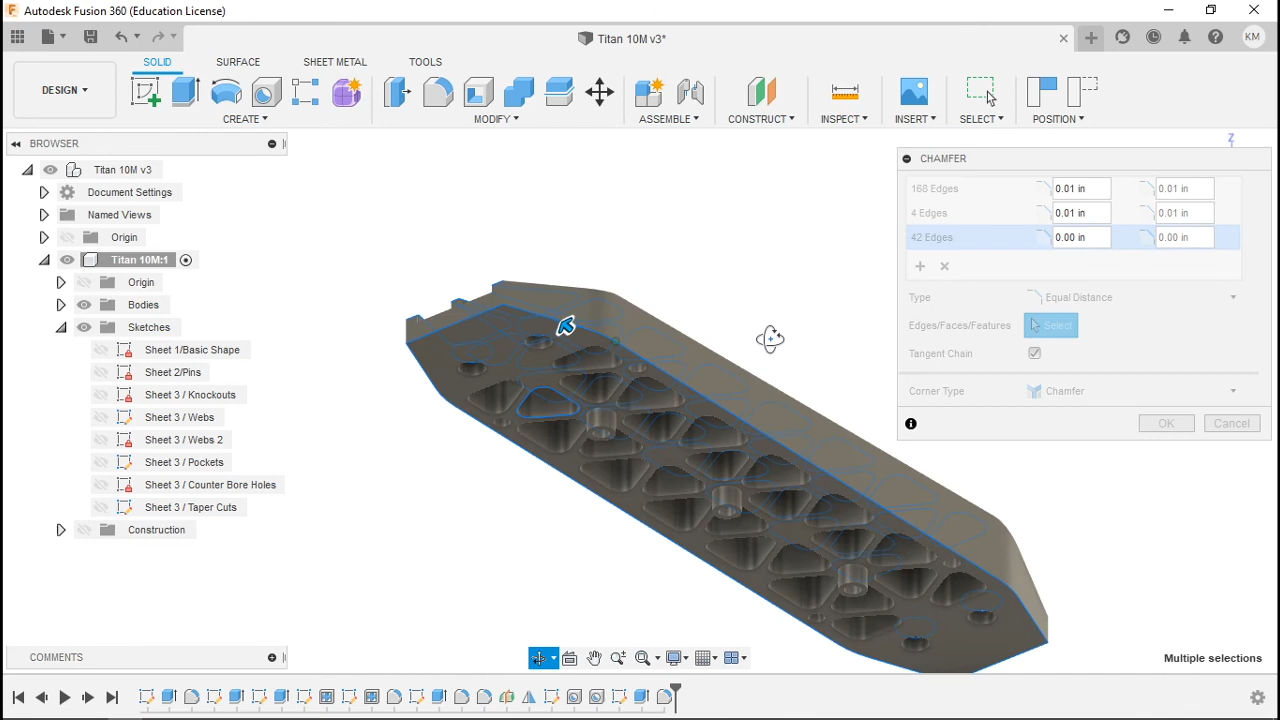 Autodesk Fusion 360 (Education License)
Titan 10M v3*
KM
DESIGN
SOLID
SURFACE
SHEET METAL
TOOLS
CREATE
MODIFY
ASSEMBLE
CONSTRUCT
INSPECT
INSERT
SELECT
POSITION
BROWSER
Titan 10M v3
Document Settings
Named Views
Origin
Titan 10M:1
Origin
Bodies
Sketches
Sheet 1/Basic Shape
Sheet 2/Pins
Sheet 3 / Knockouts
Sheet 3 / Webs
Sheet 3 / Webs 2
Sheet 3 / Pockets
Sheet 3 / Counter Bore Holes
Sheet 3 / Taper Cuts
Construction
Z
CHAMFER
168 Edges 0.01 in 0.01 in
4 Edges 0.01 in 0.01 in
42 Edges 0.00 in 0.00 in
Type Equal Distance
Edges/Faces/Features Select
Tangent Chain
Corner Type Chamfer
OK Cancel
COMMENTS
Multiple selections